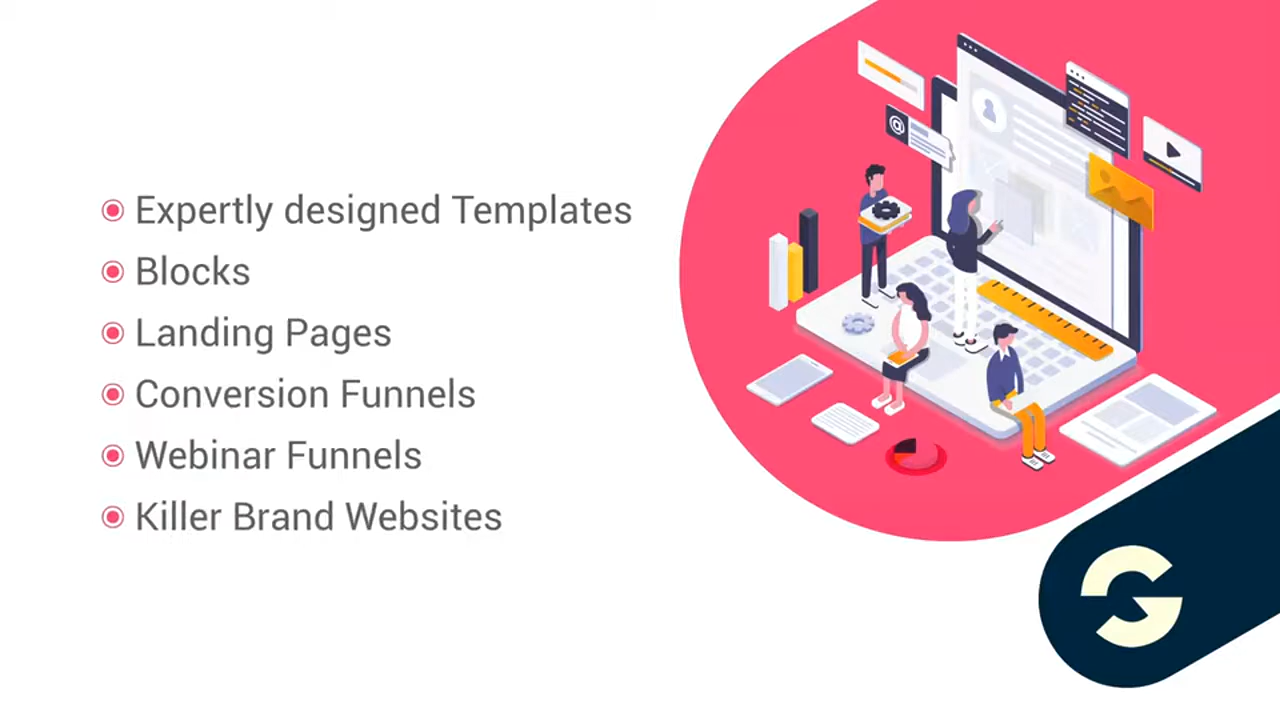 Expertly designed Templates
Blocks
Landing Pages
Conversion Funnels
Webinar Funnels
Killer Brand Websites